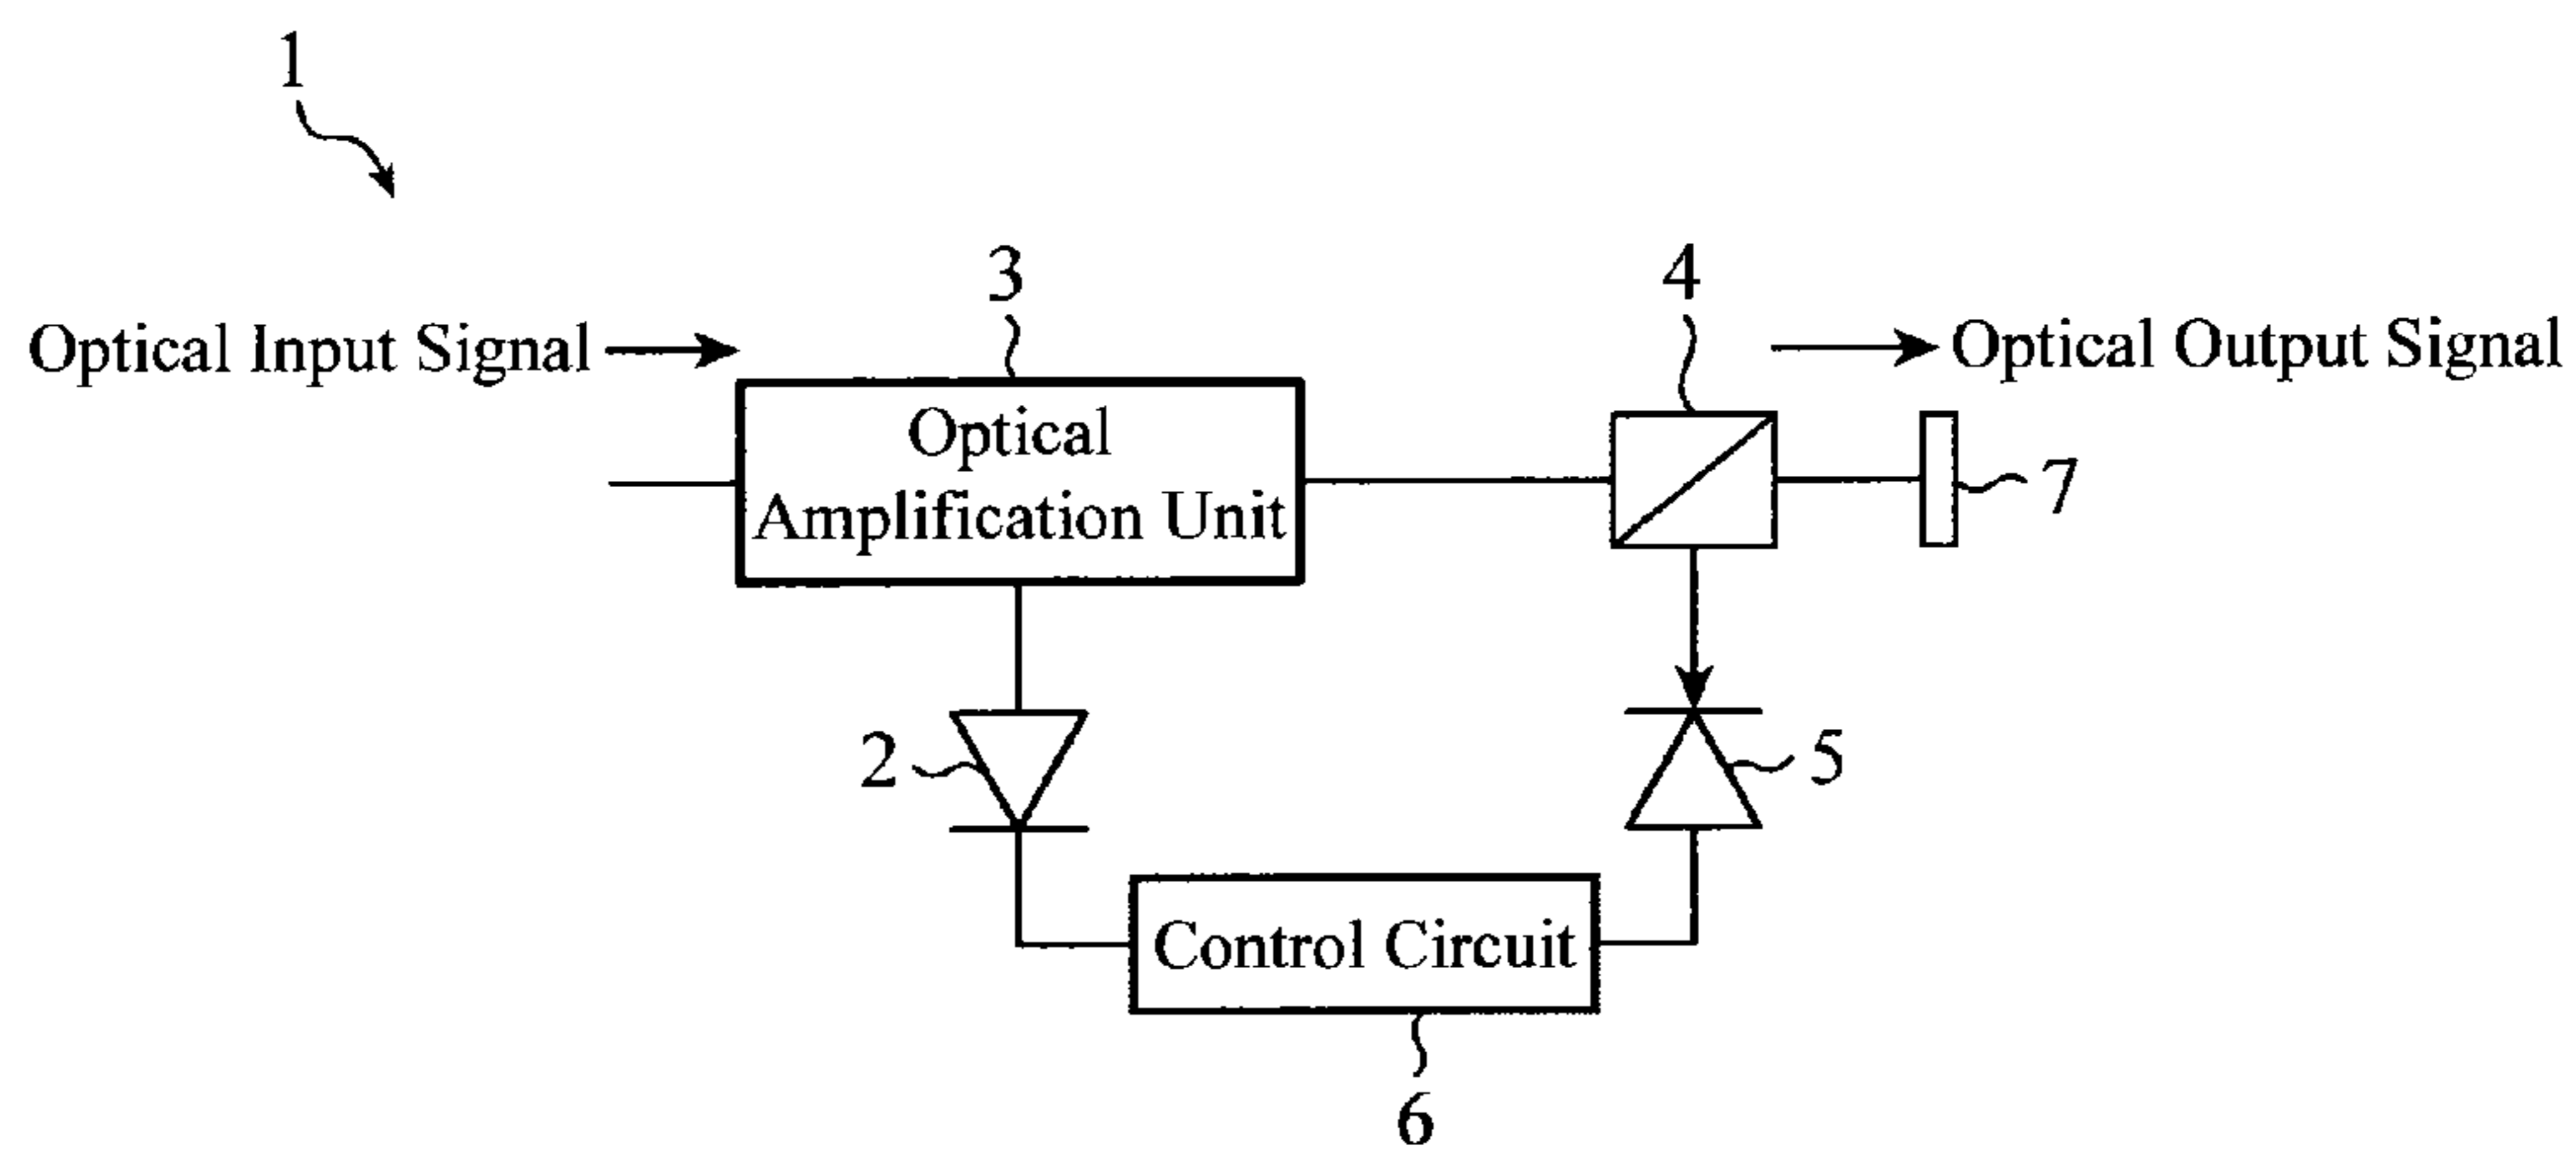 1
3
4
Optical Input Signal
Optical Output Signal
Optical
Amplification Unit
7
2
5
Control Circuit
6